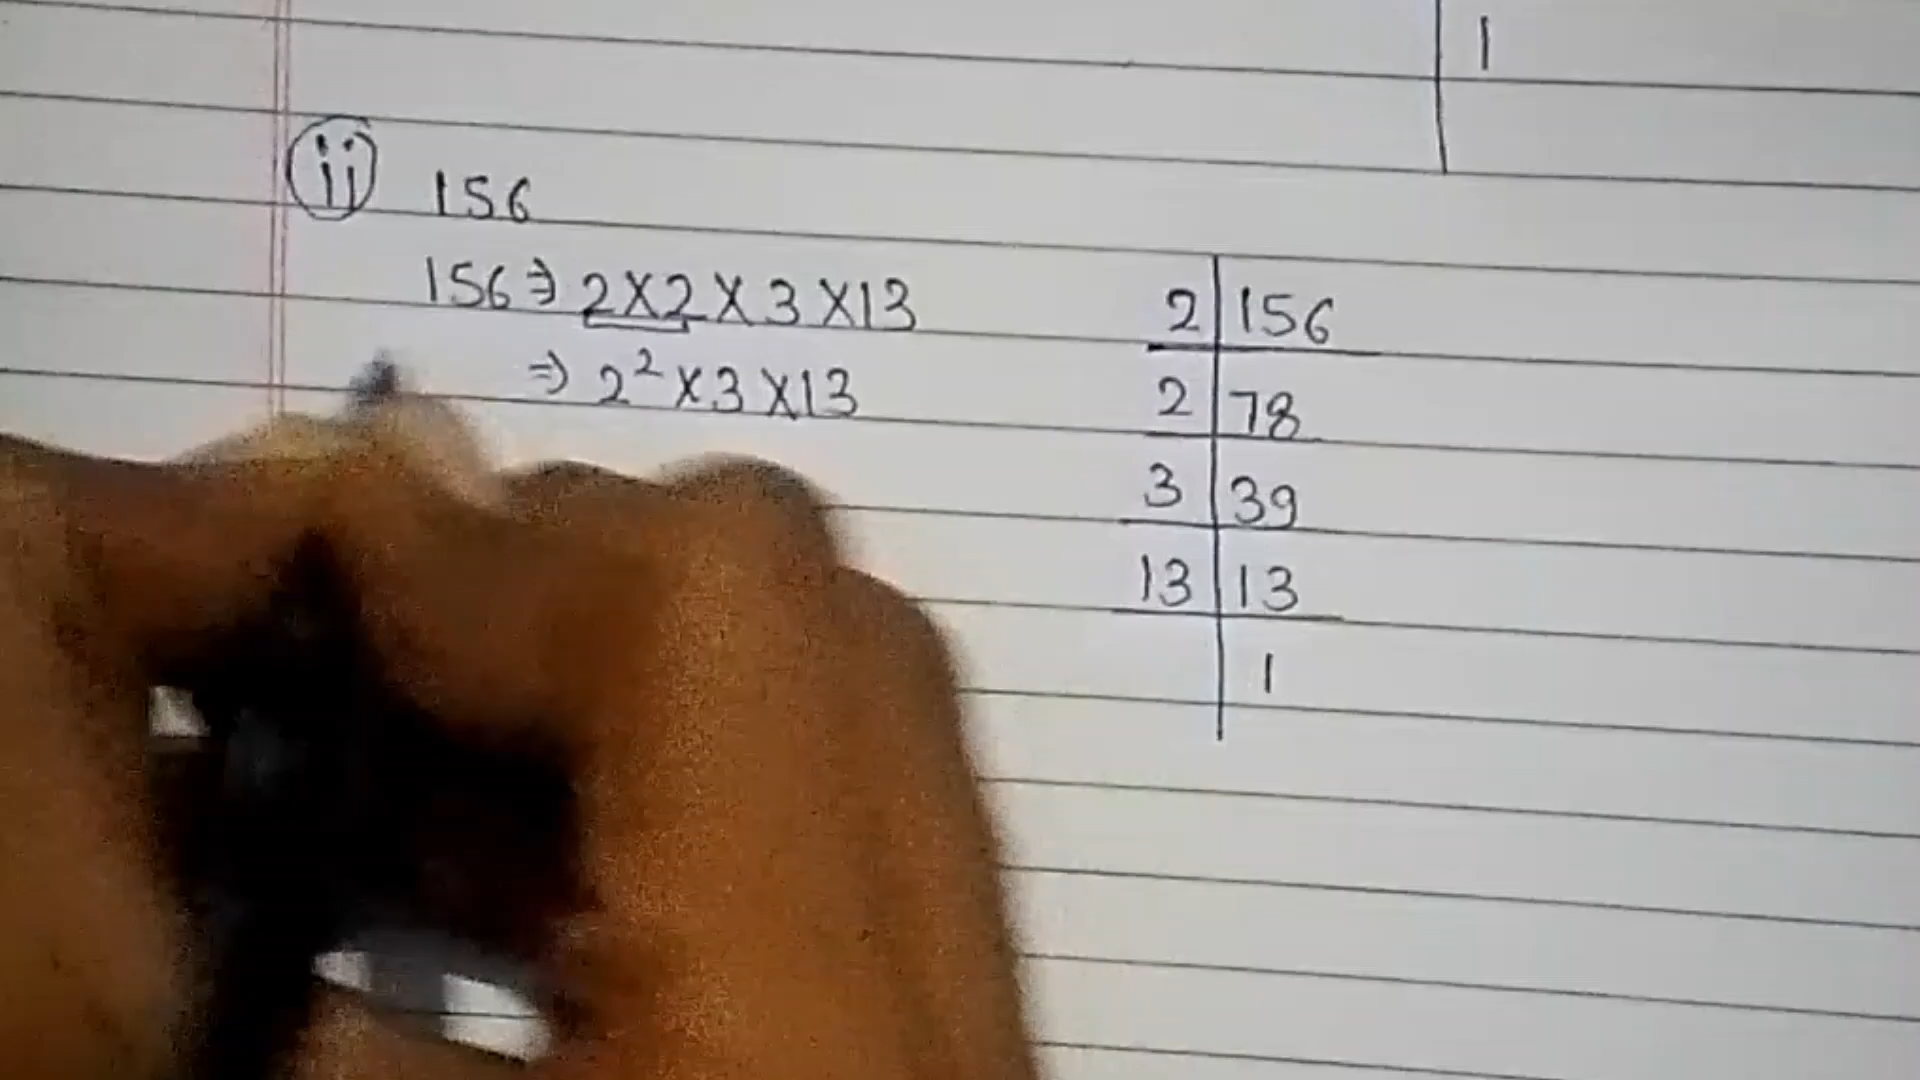 1
ii 156
156 ⇒ 2×2×3×13
⇒ 2²×3×13
2 | 156
2 | 78
3 | 39
13 | 13
1